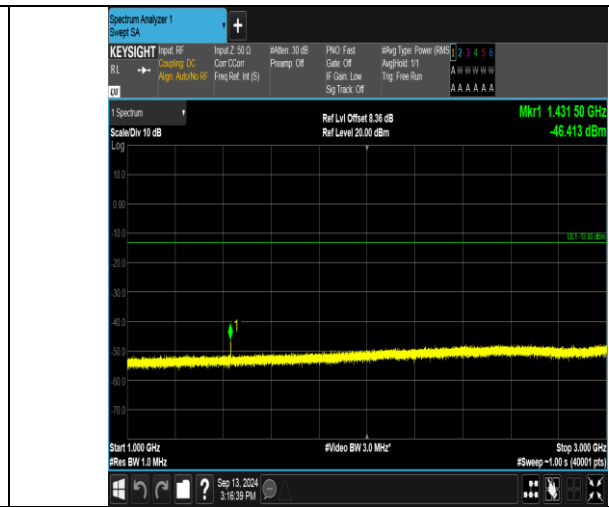 Spectrum Analyzer 1
Swept SA
+
KEYSIGHT Input: RF Input Z: 50 Ω #Atten: 30 dB PNO: Fast #Avg Type: Power (RMS 1 2 3 4 5 6
RL Coupling: DC Corr CCorr Preamp: Off Gate: Off Avg|Hold: 1/1 A W W W W W
Align: Auto/No RF Freq Ref: Int (S) IF Gain: Low Trig: Free Run
Sig Track: Off A A A A A A
LXI
1 Spectrum Ref Lvl Offset 8.36 dB Mkr1 1.431 50 GHz
Scale/Div 10 dB Ref Level 20.00 dBm -46.413 dBm
Log
10.0
0.00
-10.0
DL1 -13.00 dBm
-20.0
-30.0
-40.0
1
-50.0
-60.0
-70.0
Start 1.000 GHz #Video BW 3.0 MHz* Stop 3.000 GHz
#Res BW 1.0 MHz #Sweep ~1.00 s (40001 pts)
? Sep 13, 2024
3:16:39 PM